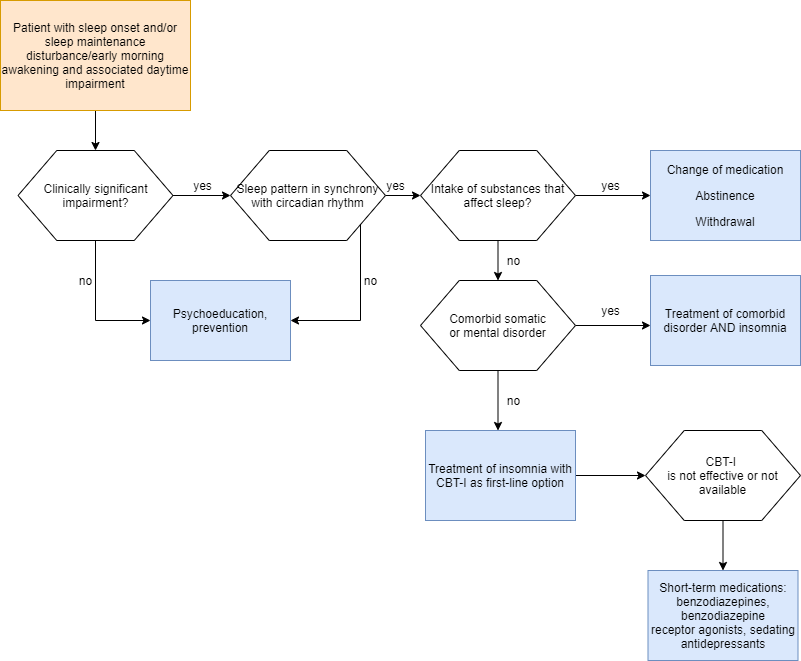 Patient with sleep onset and/or
sleep maintenance
disturbance/early morning
awakening and associated daytime
impairment
Clinically significant
impairment?
yes
Sleep pattern in synchrony
with circadian rhythm
yes
Intake of substances that
affect sleep?
yes
Change of medication
Abstinence
Withdrawal
no
no
no
Psychoeducation,
prevention
Comorbid somatic
or mental disorder
yes
Treatment of comorbid
disorder AND insomnia
no
Treatment of insomnia with
CBT-I as first-line option
CBT-I
is not effective or not
available
Short-term medications:
benzodiazepines,
benzodiazepine
receptor agonists, sedating
antidepressants